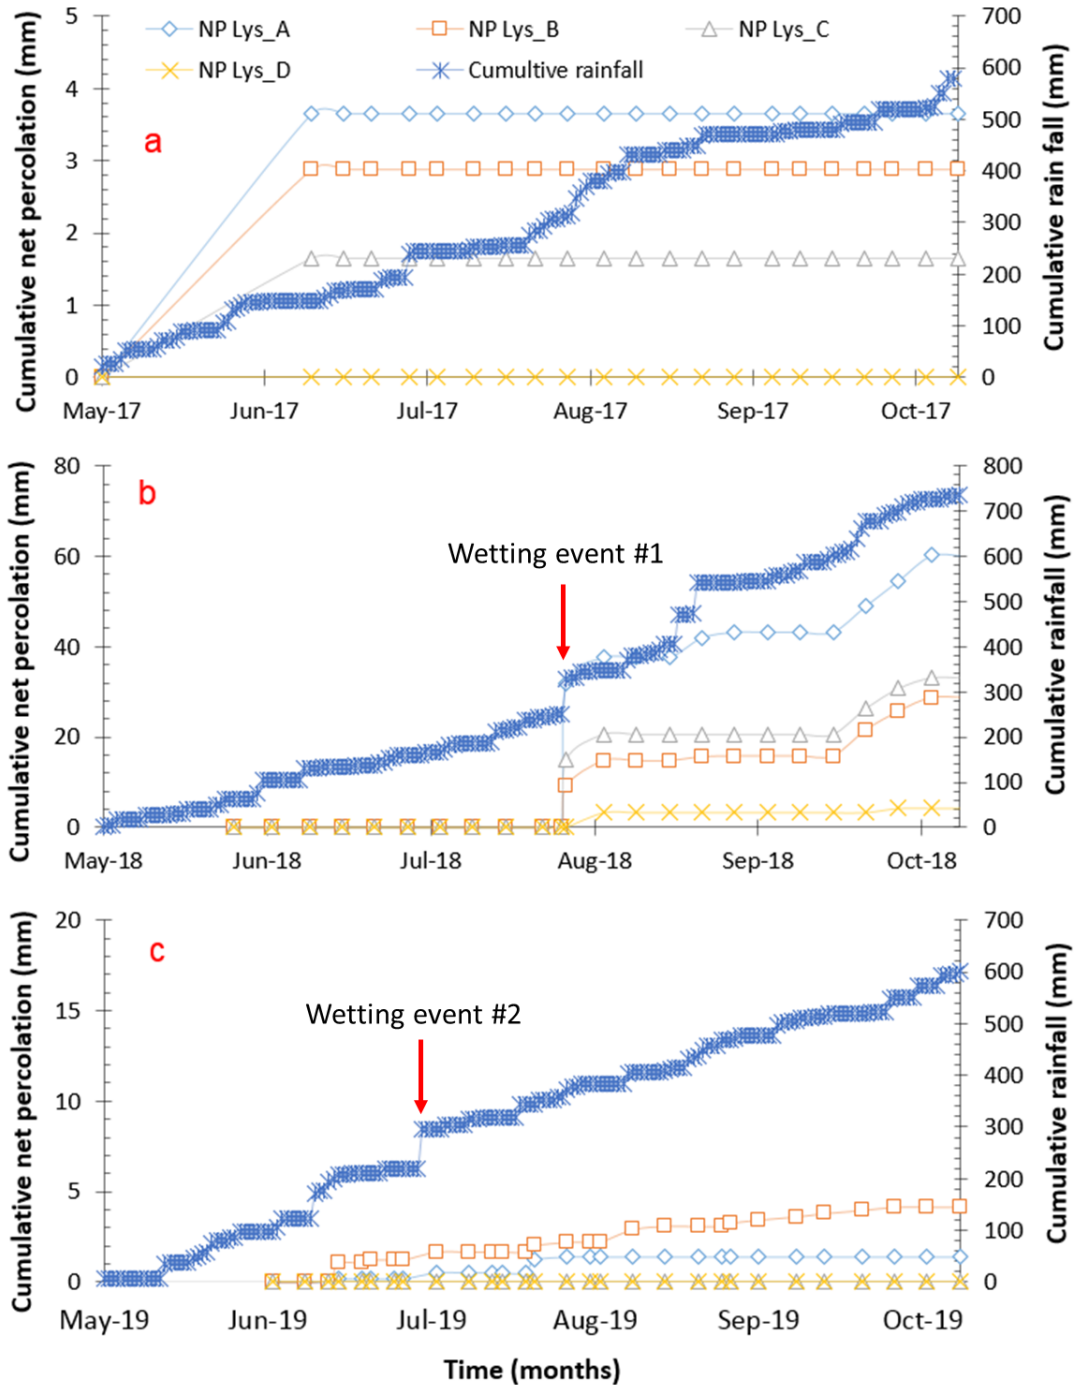 NP Lys_A NP Lys_B NP Lys_C
NP Lys_D Cumultive rainfall
a
Cumulative net percolation (mm)
5
4
3
2
1
0
700
600
500
400
300
200
100
0
Cumulative rain fall (mm)
May-17 Jun-17 Jul-17 Aug-17 Sep-17 Oct-17
b
Wetting event #1
Cumulative net percolation (mm)
80
60
40
20
0
800
700
600
500
400
300
200
100
0
Cumulative rainfall (mm)
May-18 Jun-18 Jul-18 Aug-18 Sep-18 Oct-18
c
Wetting event #2
Cumulative net percolation (mm)
20
15
10
5
0
700
600
500
400
300
200
100
0
Cumulative rainfall (mm)
May-19 Jun-19 Jul-19 Aug-19 Sep-19 Oct-19
Time (months)